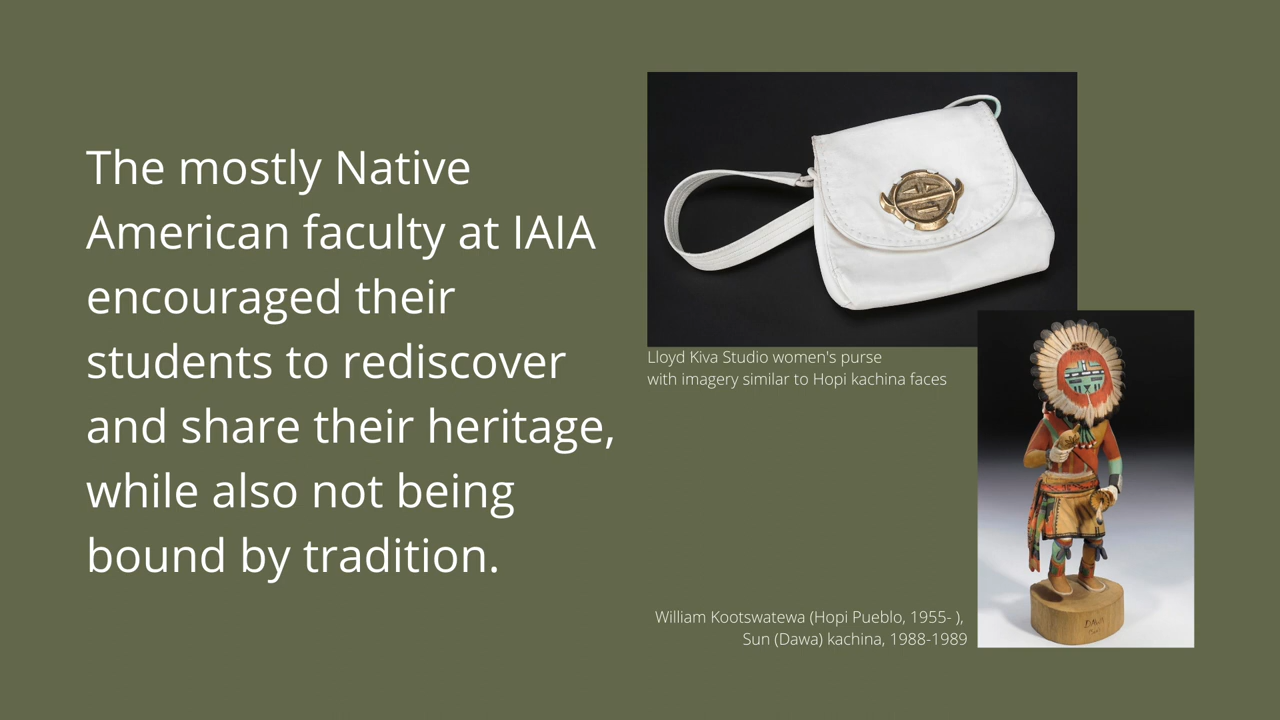 The mostly Native
American faculty at IAIA
encouraged their
students to rediscover
and share their heritage,
while also not being
bound by tradition.
Lloyd Kiva Studio women's purse
with imagery similar to Hopi kachina faces
William Kootswatewa (Hopi Pueblo, 1955- ),
Sun (Dawa) kachina, 1988-1989